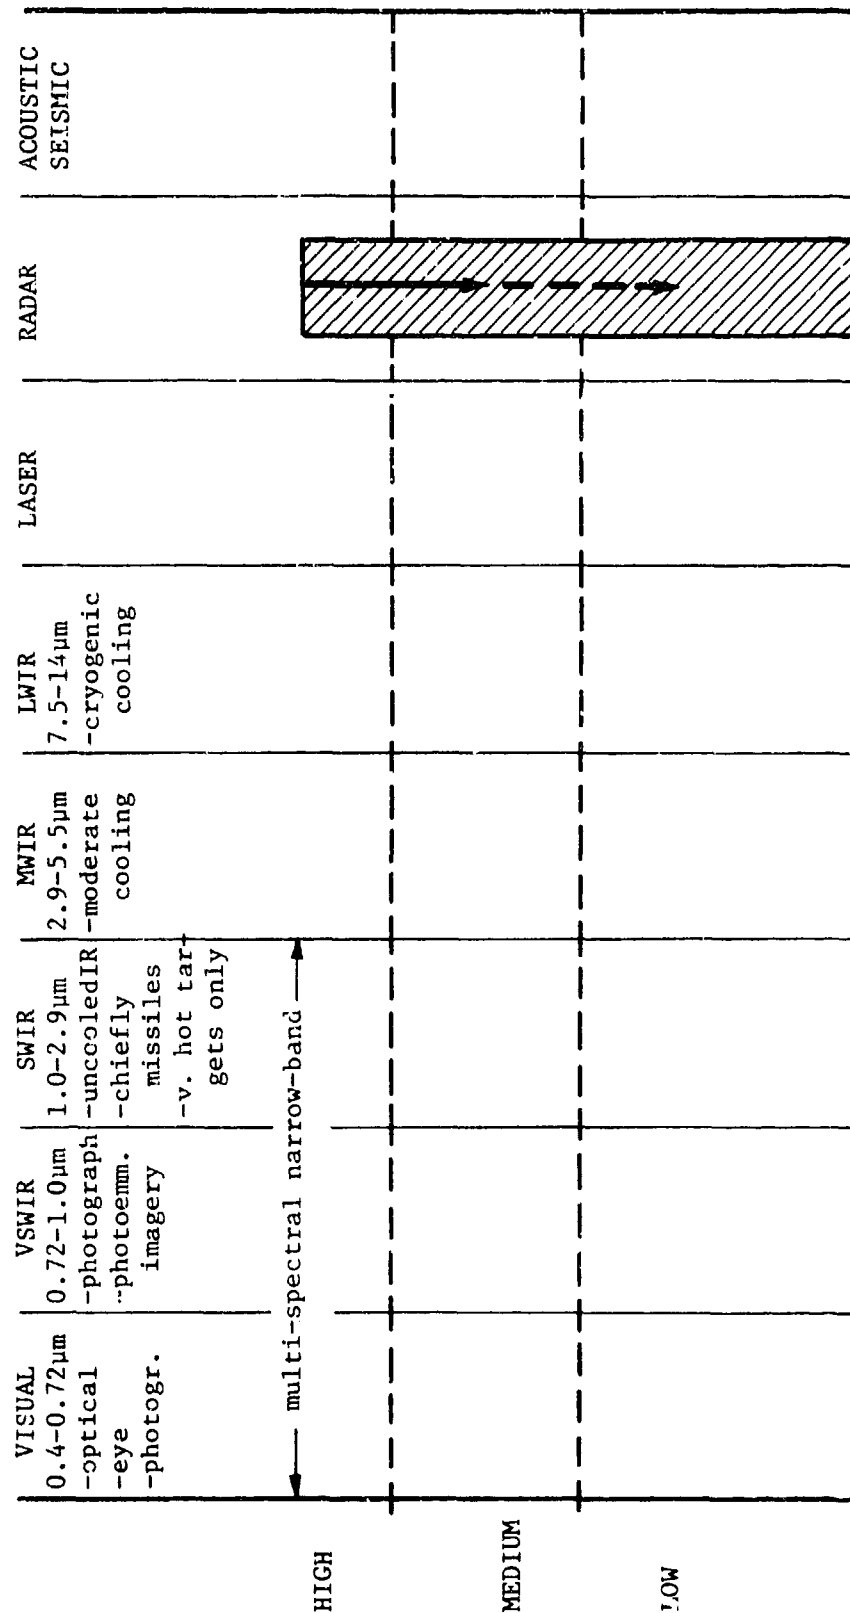 VISUAL
0.4-0.72µm
-optical
-eye
-photogr.
VSWIR
0.72-1.0µm
-photograph
-photoemm.
imagery
SWIR
1.0-2.9µm
-uncooledIR
-chiefly
missiles
-v. hot tar-
gets only
MWIR
2.9-5.5µm
-moderate
cooling
LWIR
7.5-14µm
-cryogenic
cooling
LASER
RADAR
ACOUSTIC
SEISMIC
multi-spectral narrow-band
HIGH
MEDIUM
LOW